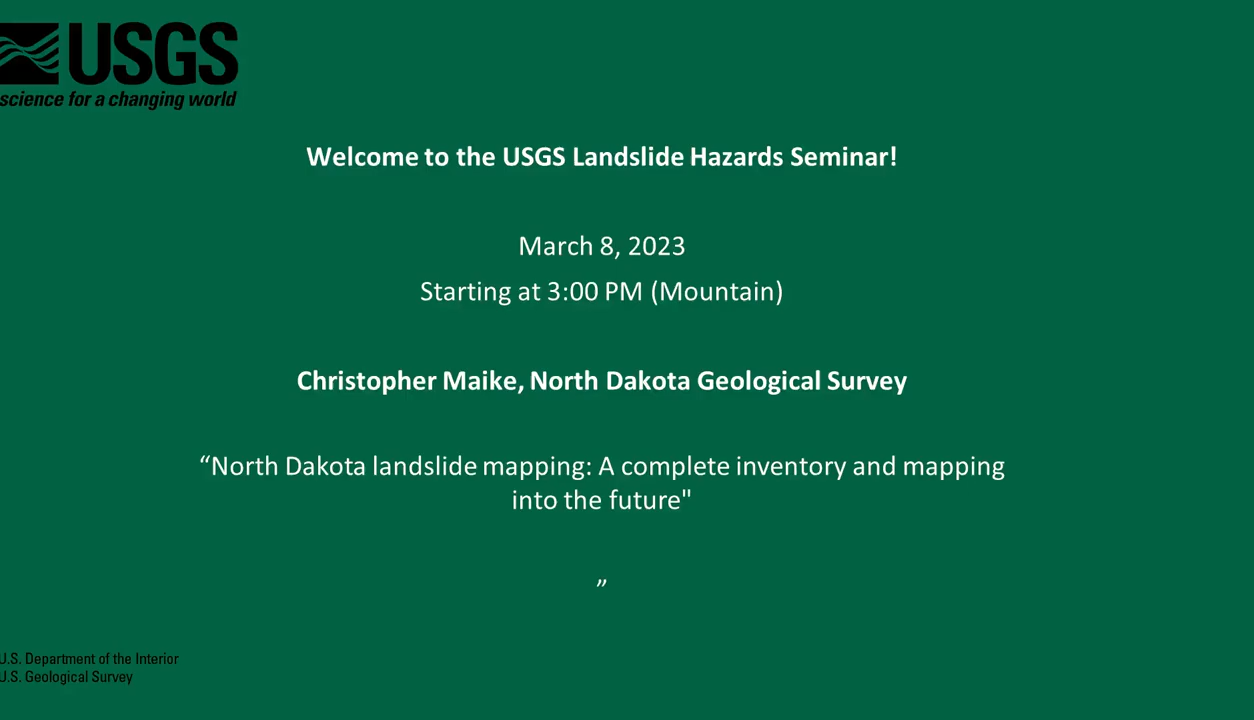 USGS
science for a changing world
Welcome to the USGS Landslide Hazards Seminar!
March 8, 2023
Starting at 3:00 PM (Mountain)
Christopher Maike, North Dakota Geological Survey
“North Dakota landslide mapping: A complete inventory and mapping
into the future"
”
U.S. Department of the Interior
U.S. Geological Survey